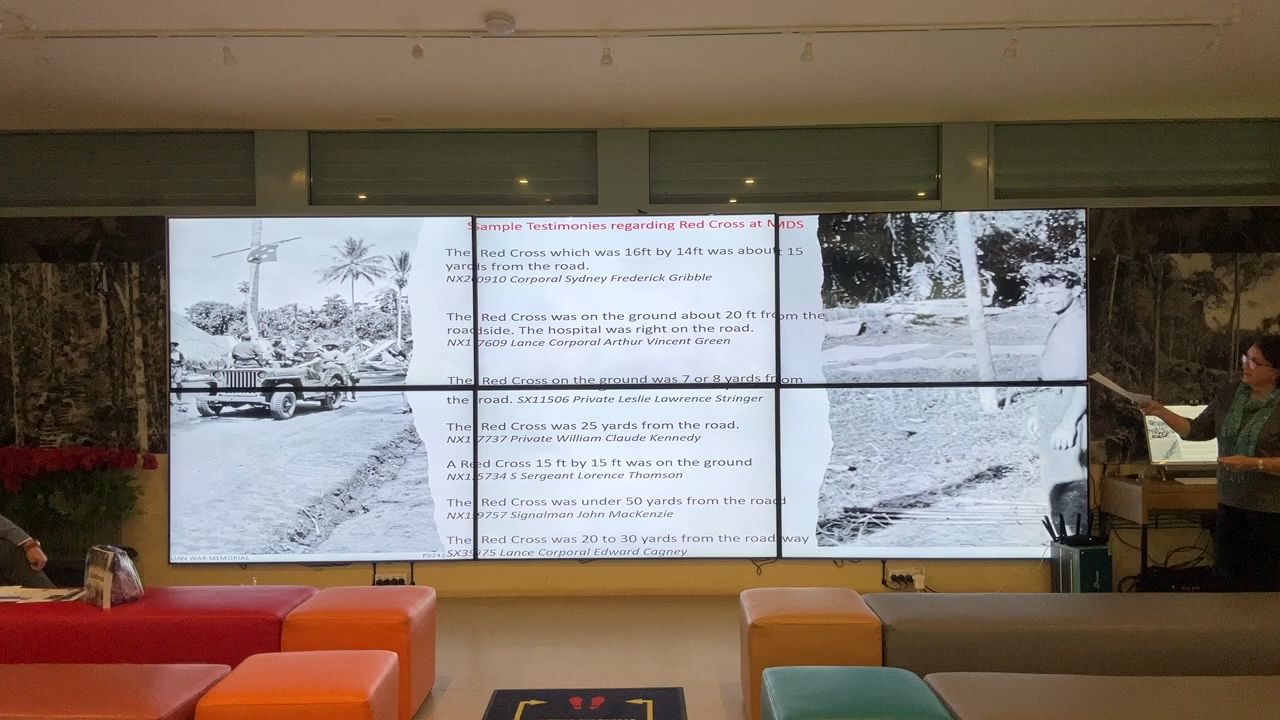 Sample Testimonies regarding Red Cross at MDS
The Red Cross which was 16ft by 14ft was about 15
yards from the road.
Corporal Sydney Frederick Gribble
The Red Cross was on the ground about 20 ft from the
roadside. The hospital was right on the road.
Lance Corporal Arthur Vincent Green
The Red Cross on the ground was 7 or 8 yards from
the road. SX11506 Private Leslie Lawrence Stringer
The Red Cross was 25 yards from the road.
Private William Claude Kennedy
A Red Cross 15 ft by 15 ft was on the ground
S Sergeant Lorence Thomson
The Red Cross was under 50 yards from the road
Signalman John MacKenzie
The Red Cross was 20 to 30 yards from the road way
Lance Corporal Edward Cagney
LIAN WAR MEMORIAL